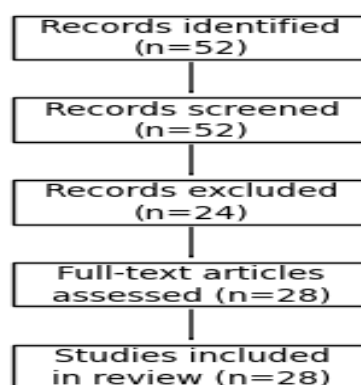 Records identified
(n=52)
Records screened
(n=52)
Records excluded
(n=24)
Full-text articles
assessed (n=28)
Studies included
in review (n=28)